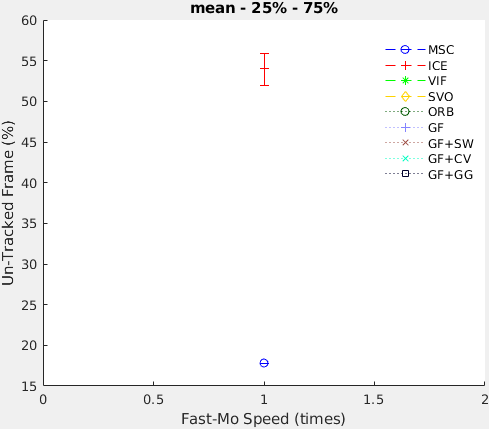 mean - 25% - 75%
60
55
50
45
40
35
30
25
20
15
Un-Tracked Frame (%)
MSC
ICE
VIF
SVO
ORB
GF
GF+SW
GF+CV
GF+GG
0
0.5
1
1.5
2
Fast-Mo Speed (times)